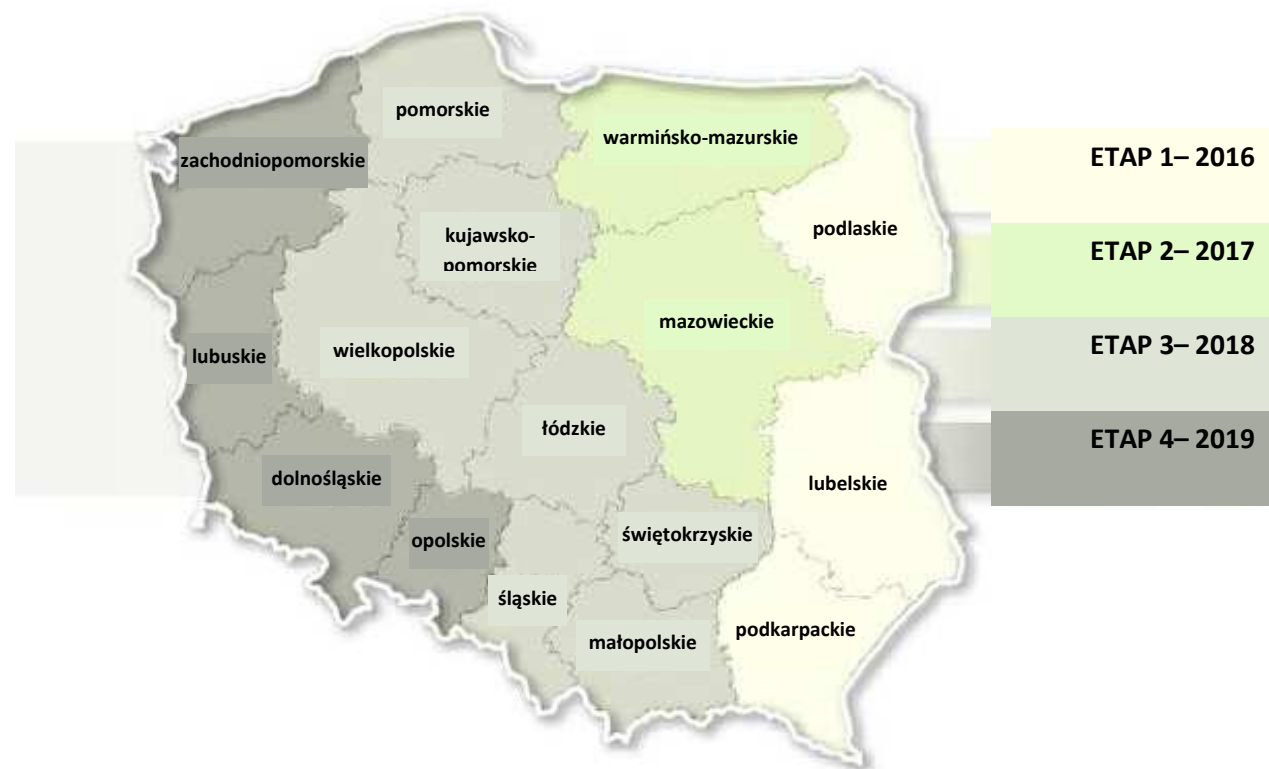 pomorskie
warmińsko-mazurskie
zachodniopomorskie
podlaskie
kujawsko-
pomorskie
mazowieckie
lubuskie
wielkopolskie
łódzkie
dolnośląskie
lubelskie
opolskie
świętokrzyskie
śląskie
małopolskie
podkarpackie
ETAP 1– 2016
ETAP 2– 2017
ETAP 3– 2018
ETAP 4– 2019